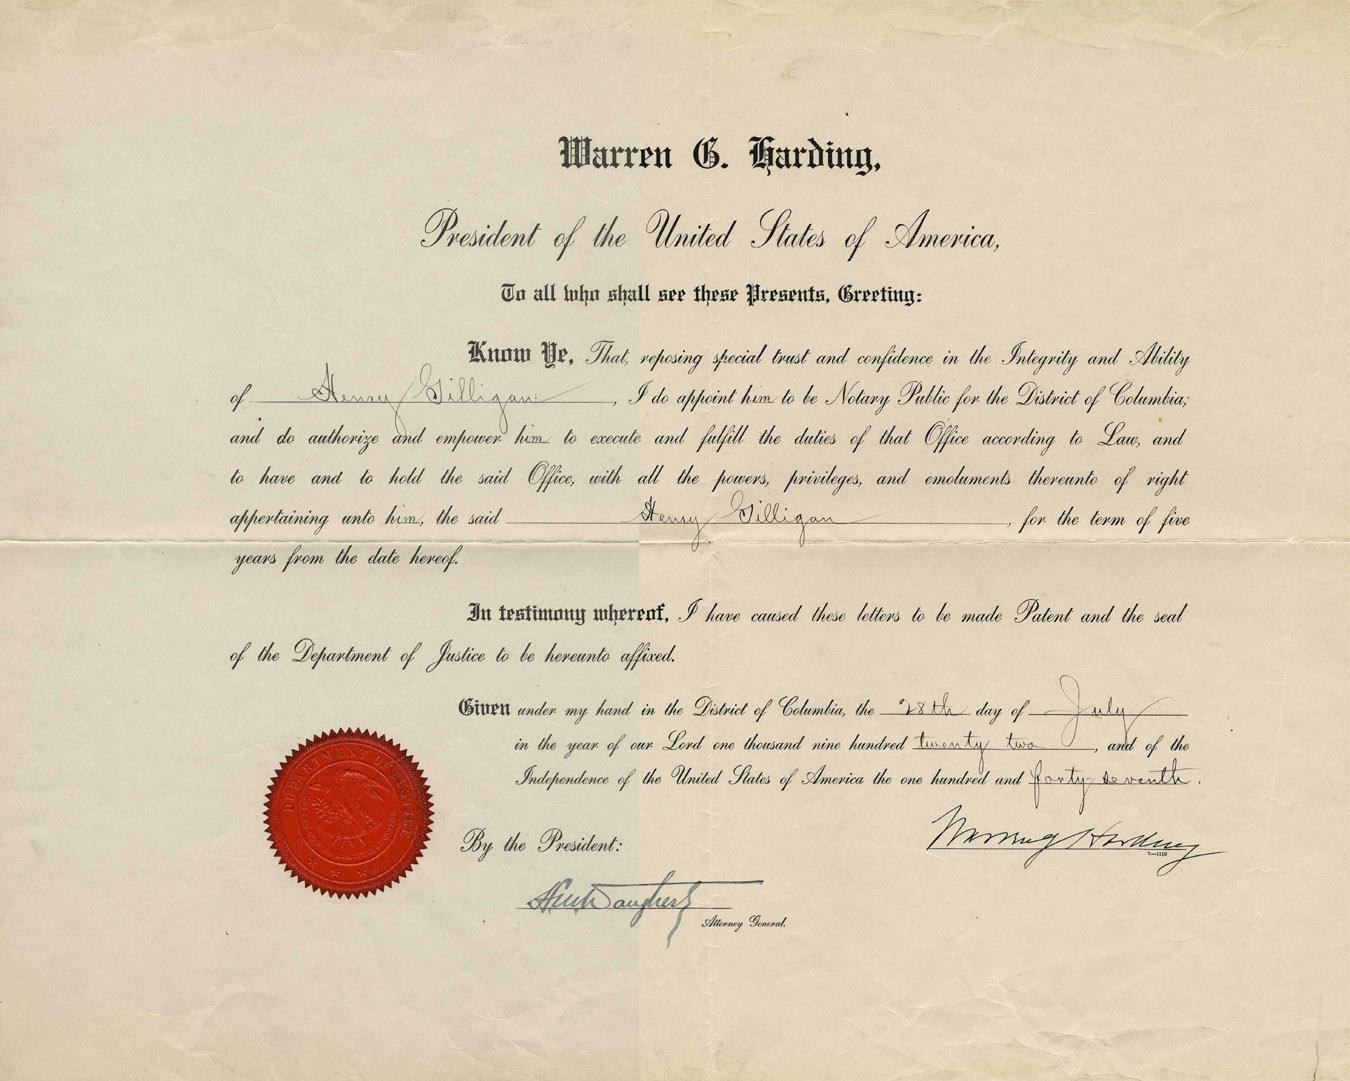 Warren G. Harding,
President of the United States of America,
To all who shall see these Presents, Greeting:
Know Ye, That, reposing special trust and confidence in the Integrity and Ability
of Henry Gilligan, I do appoint him to be Notary Public for the District of Columbia;
and do authorize and empower him to execute and fulfill the duties of that Office according to Law, and
to have and to hold the said Office, with all the powers, privileges, and emoluments thereunto of right
appertaining unto him, the said Henry Gilligan, for the term of five
years from the date hereof.
In testimony whereof, I have caused these letters to be made Patent and the seal
of the Department of Justice to be hereunto affixed.
Given under my hand in the District of Columbia, the 28th day of July
in the year of our Lord one thousand nine hundred twenty two, and of the
Independence of the United States of America the one hundred and forty-seventh.
DEPARTMENT OF JUSTICE
By the President:
Warren G Harding
7—1110
Daugherty
Attorney General.